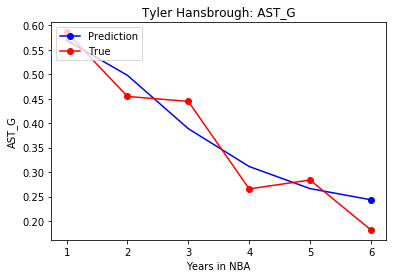 Tyler Hansbrough: AST_G
Prediction
True
0.60
0.55
0.50
0.45
0.40
0.35
0.30
0.25
0.20
AST_G
1 2 3 4 5 6
Years in NBA